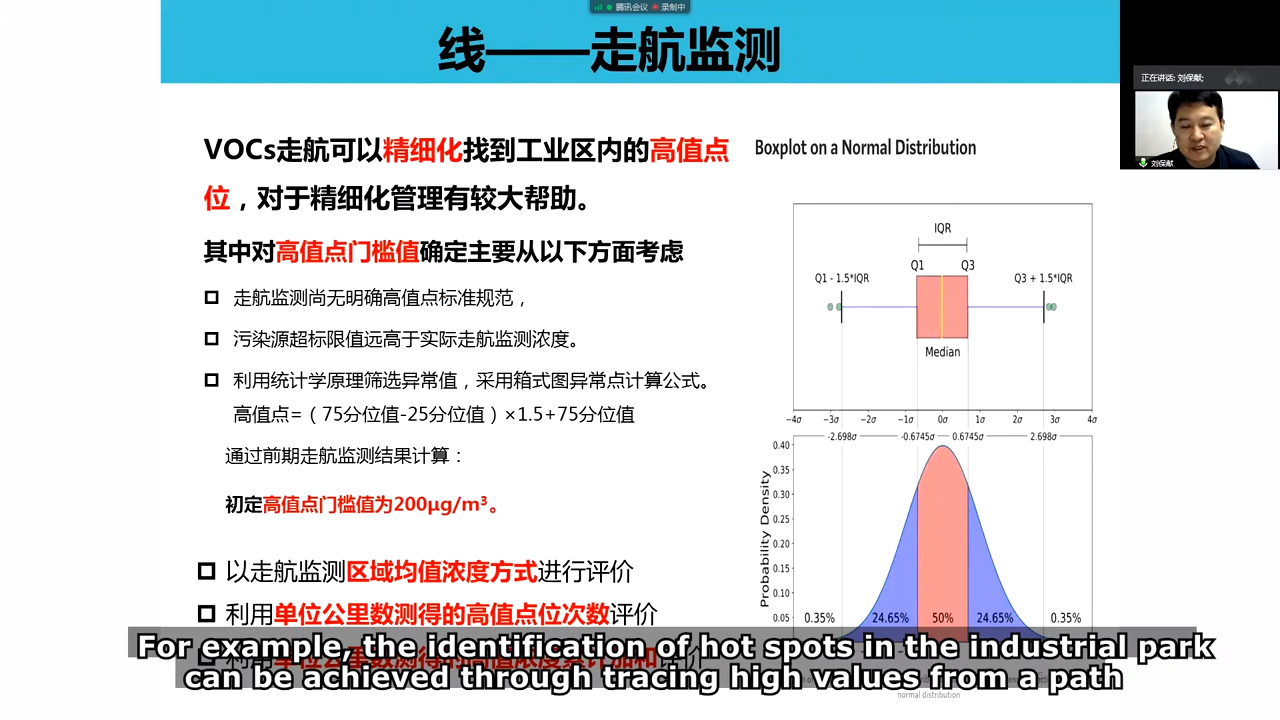 腾讯会议 录制中
线——走航监测
正在讲话: 刘保献;
刘保献
VOCs走航可以精细化找到工业区内的高值点
位，对于精细化管理有较大帮助。
其中对高值点门槛值确定主要从以下方面考虑
走航监测尚无明确高值点标准规范，
污染源超标限值远高于实际走航监测浓度。
利用统计学原理筛选异常值，采用箱式图异常点计算公式。
高值点=（75分位值-25分位值）×1.5+75分位值
通过前期走航监测结果计算：
初定高值点门槛值为200μg/m³。
以走航监测区域均值浓度方式进行评价
利用单位公里数测得的高值点位次数评价
Boxplot on a Normal Distribution
IQR
Q1 Q3
Q1 - 1.5*IQR Q3 + 1.5*IQR
Median
−4σ −3σ −2σ −1σ 0σ 1σ 2σ 3σ 4σ
-2.698σ -0.6745σ 0.6745σ 2.698σ
0.40
0.35
0.30
0.25
0.20
0.15
0.10
0.05
Probability Density
0.35% 24.65% 50% 24.65% 0.35%
For example, the identification of hot spots in the industrial park
can be achieved through tracing high values from a path
normal distribution